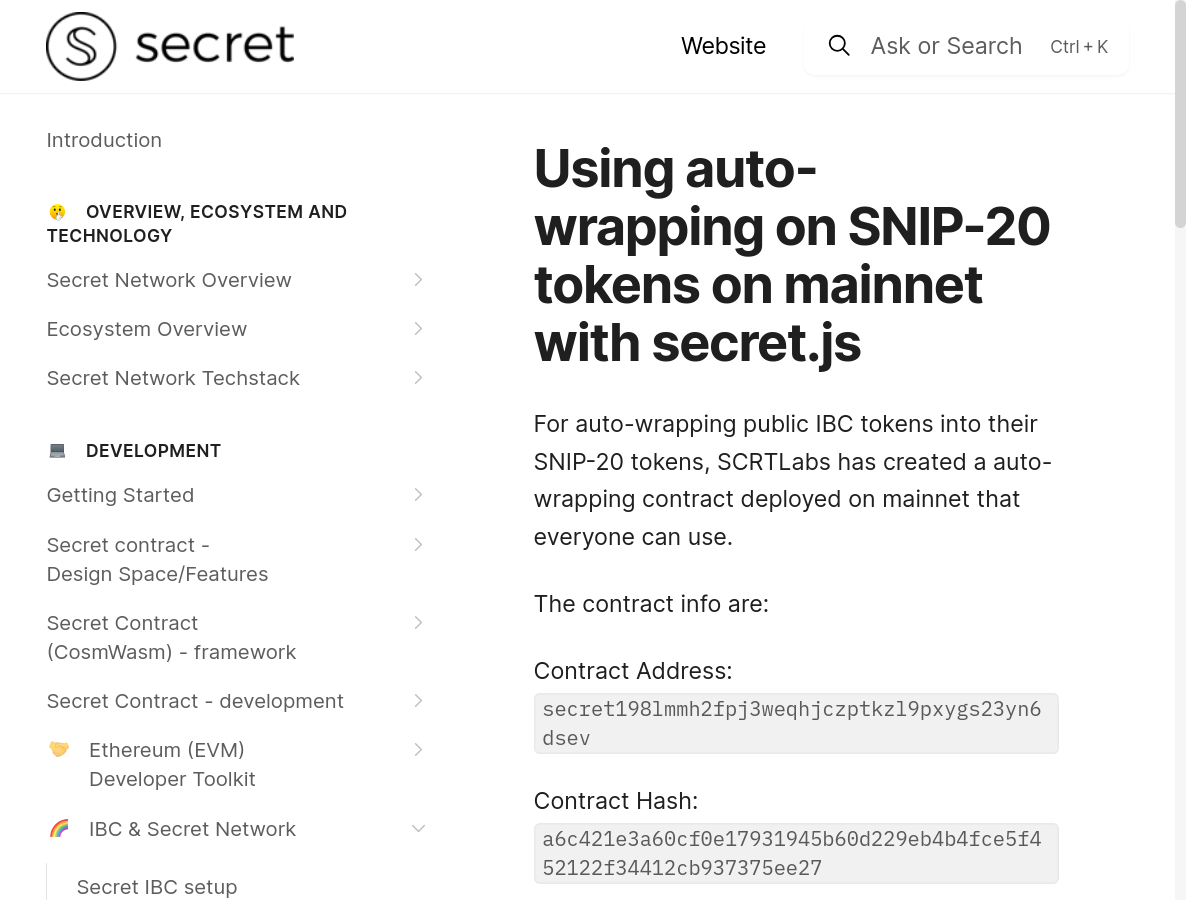 secret
Website
Ask or Search
Ctrl + K
Introduction
OVERVIEW, ECOSYSTEM AND
TECHNOLOGY
Secret Network Overview
Ecosystem Overview
Secret Network Techstack
DEVELOPMENT
Getting Started
Secret contract -
Design Space/Features
Secret Contract
(CosmWasm) - framework
Secret Contract - development
Ethereum (EVM)
Developer Toolkit
IBC & Secret Network
Secret IBC setup
Using auto-
wrapping on SNIP-20
tokens on mainnet
with secret.js
For auto-wrapping public IBC tokens into their
SNIP-20 tokens, SCRTLabs has created a auto-
wrapping contract deployed on mainnet that
everyone can use.
The contract info are:
Contract Address:
secret198lmmh2fpj3weqhjczptkzl9pxygs23yn6
dsev
Contract Hash:
a6c421e3a60cf0e17931945b60d229eb4b4fce5f4
52122f34412cb937375ee27